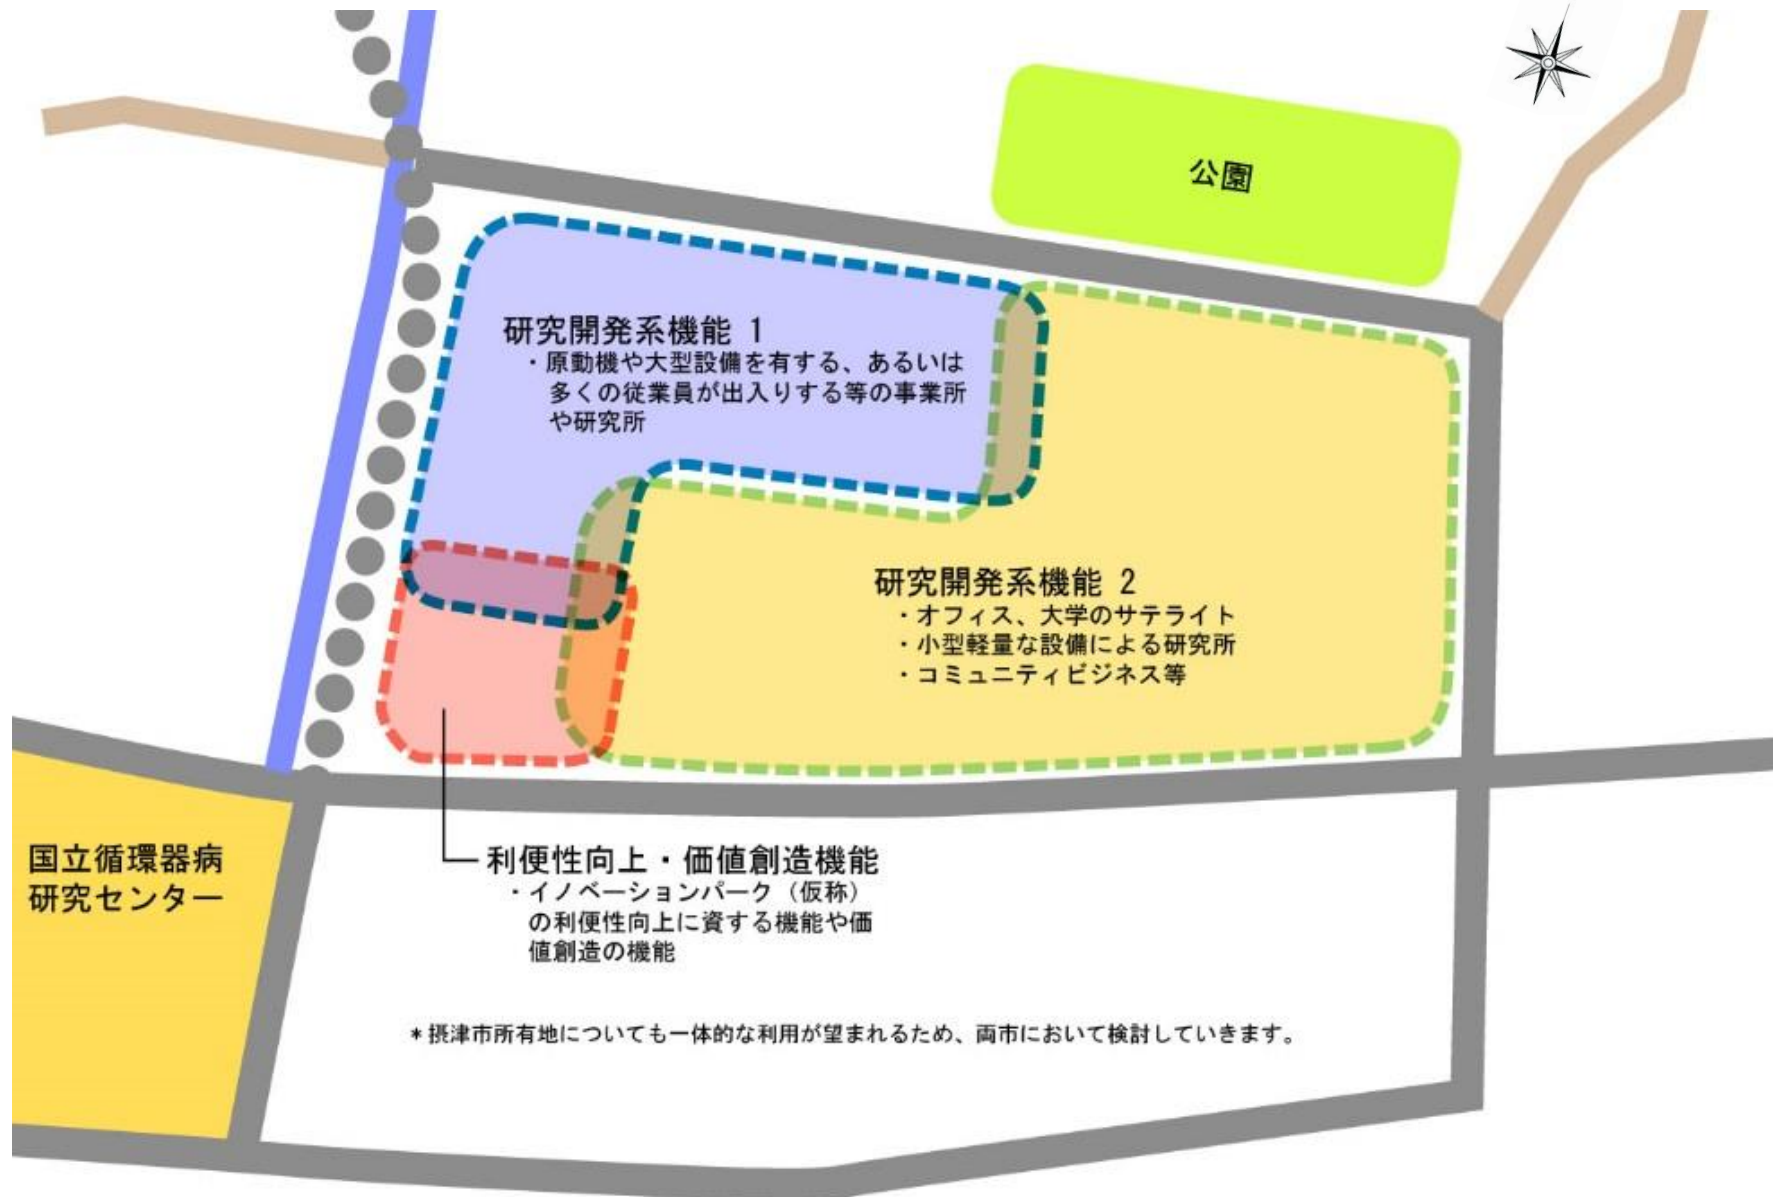 公園
研究開発系機能 1
・原動機や大型設備を有する、あるいは
多くの従業員が出入りする等の事業所
や研究所
研究開発系機能 2
・オフィス、大学のサテライト
・小型軽量な設備による研究所
・コミュニティビジネス等
国立循環器病
研究センター
利便性向上・価値創造機能
・イノベーションパーク（仮称）
の利便性向上に資する機能や価
値創造の機能
＊摂津市所有地についても一体的な利用が望まれるため、両市において検討していきます。